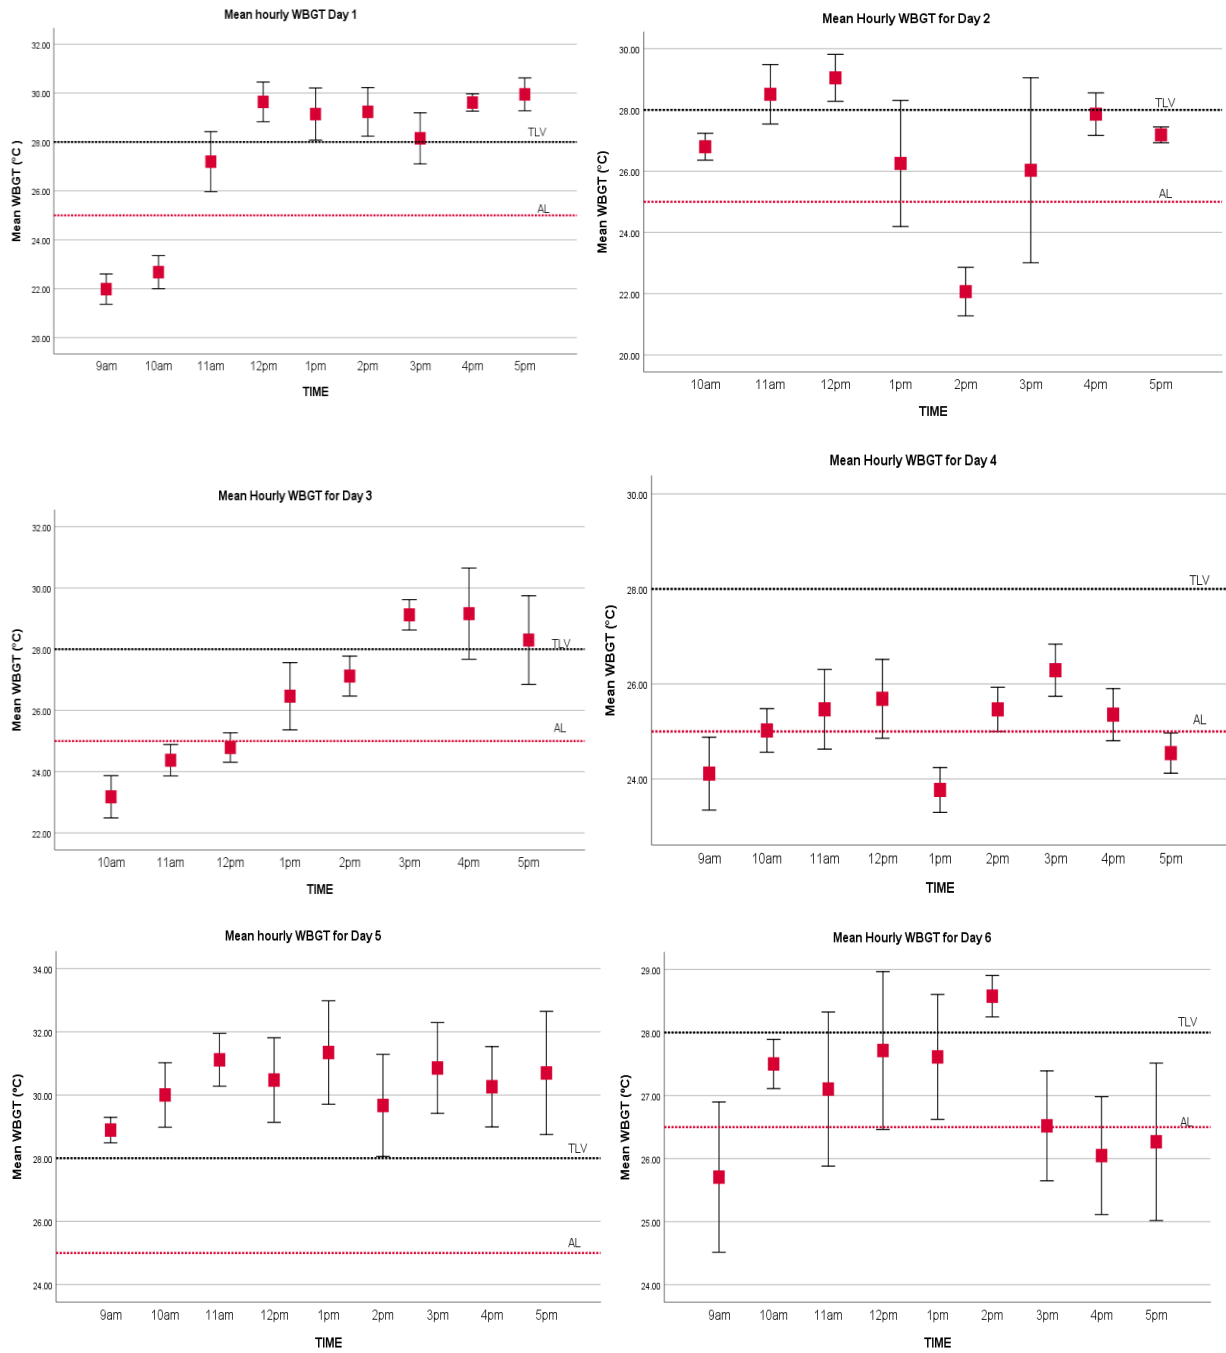 Mean hourly WBGT Day 1
Mean WBGT (°C )
32.00
30.00
28.00
26.00
24.00
22.00
20.00
TLV
AL
9am 10am 11am 12pm 1pm 2pm 3pm 4pm 5pm
TIME
Mean Hourly WBGT for Day 2
Mean WBGT (°C)
30.00
28.00
26.00
24.00
22.00
20.00
TLV
AL
10am 11am 12pm 1pm 2pm 3pm 4pm 5pm
TIME
Mean Hourly WBGT for Day 3
Mean WBGT (°C)
32.00
30.00
28.00
26.00
24.00
22.00
TLV
AL
10am 11am 12pm 1pm 2pm 3pm 4pm 5pm
TIME
Mean Hourly WBGT for Day 4
Mean WBGT (°C)
30.00
28.00
26.00
24.00
TLV
AL
9am 10am 11am 12pm 1pm 2pm 3pm 4pm 5pm
TIME
Mean hourly WBGT for Day 5
Mean WBGT (ºC)
34.00
32.00
30.00
28.00
26.00
24.00
TLV
AL
9am 10am 11am 12pm 1pm 2pm 3pm 4pm 5pm
TIME
Mean Hourly WBGT for Day 6
Mean WBGT (ºC)
29.00
28.00
27.00
26.00
25.00
24.00
TLV
AL
9am 10am 11am 12pm 1pm 2pm 3pm 4pm 5pm
TIME